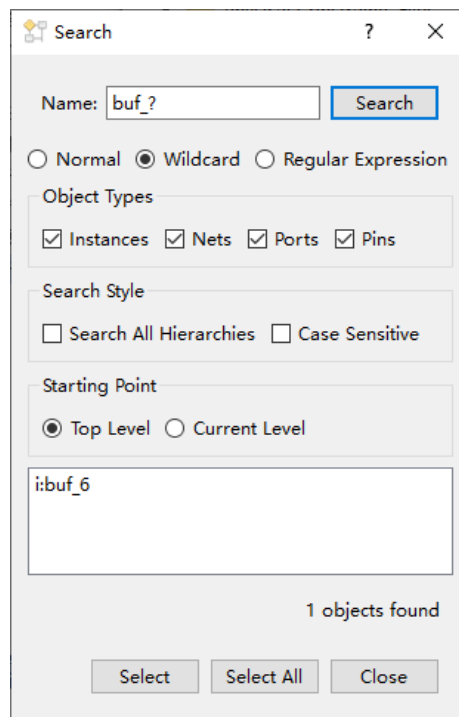 Search ?
Name: buf_? Search
Normal Wildcard Regular Expression
Object Types
Instances Nets Ports Pins
Search Style
Search All Hierarchies Case Sensitive
Starting Point
Top Level Current Level
i:buf_6
1 objects found
Select Select All Close